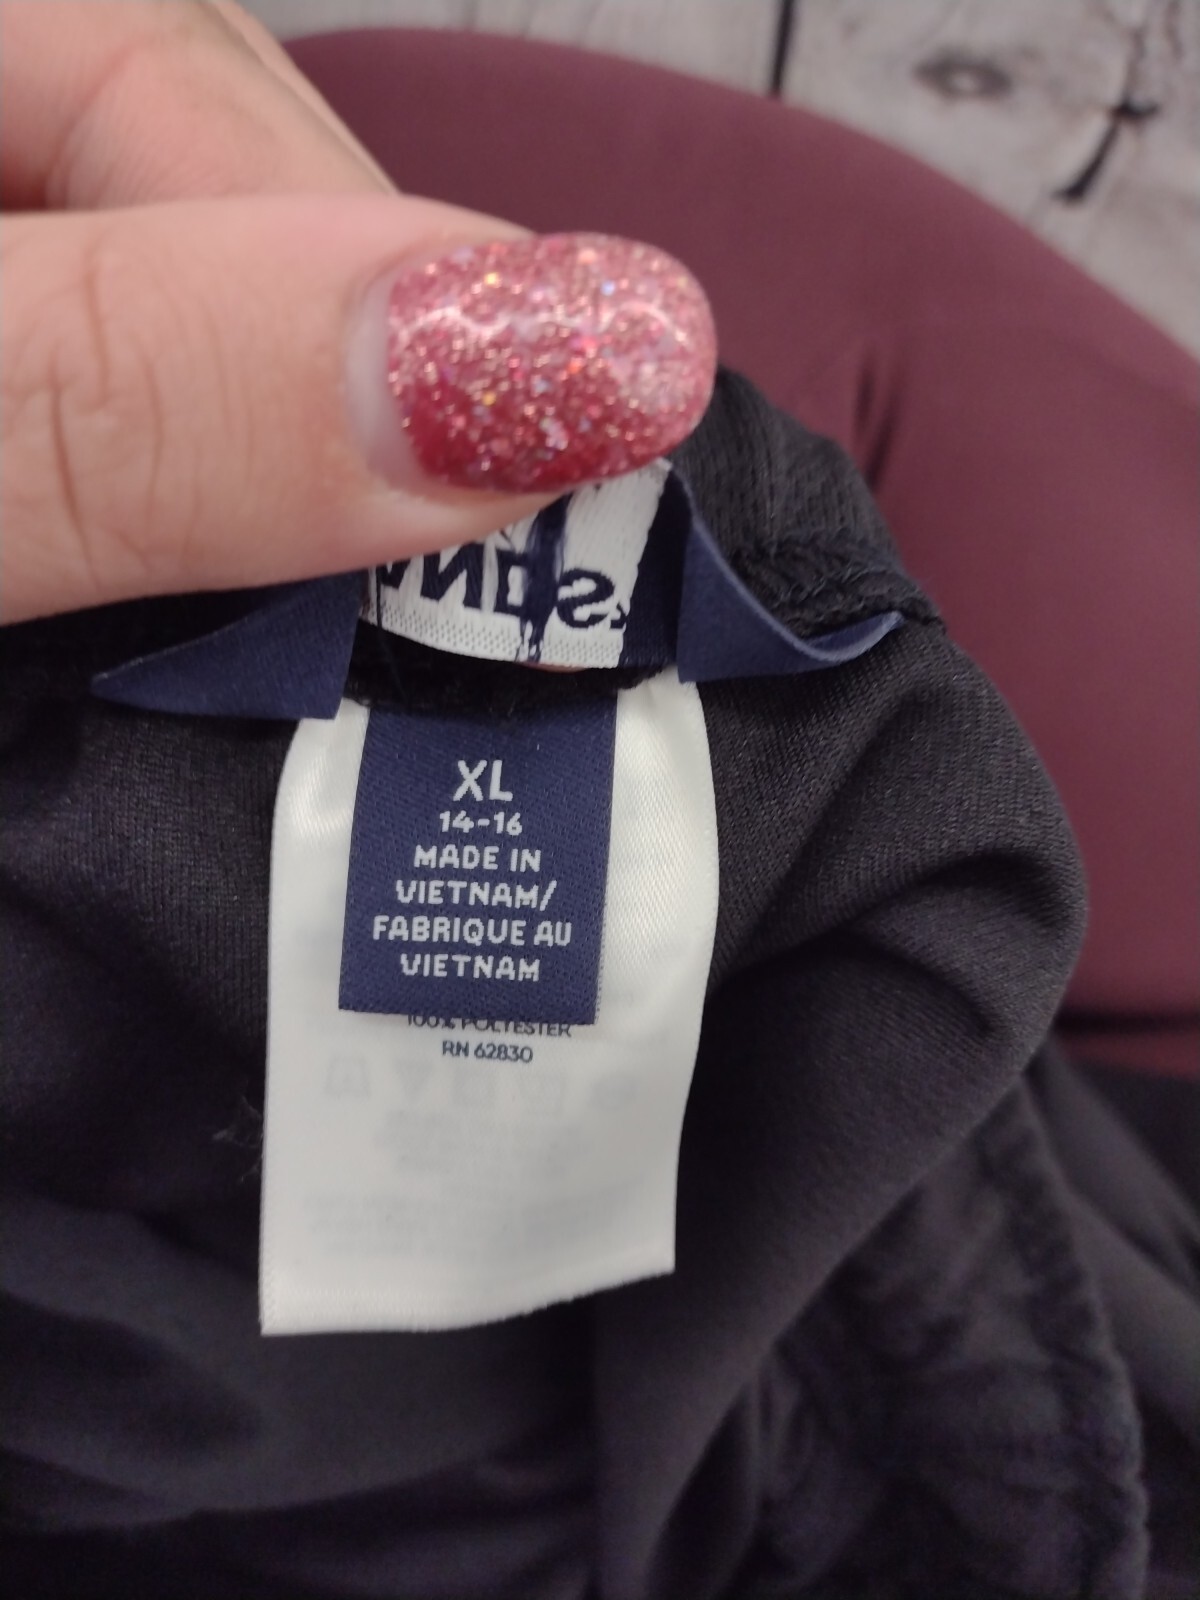 XL
14-16
MADE IN
VIETNAM/
FABRIQUE AU
VIETNAM
100% POLYESTER
RN 62830